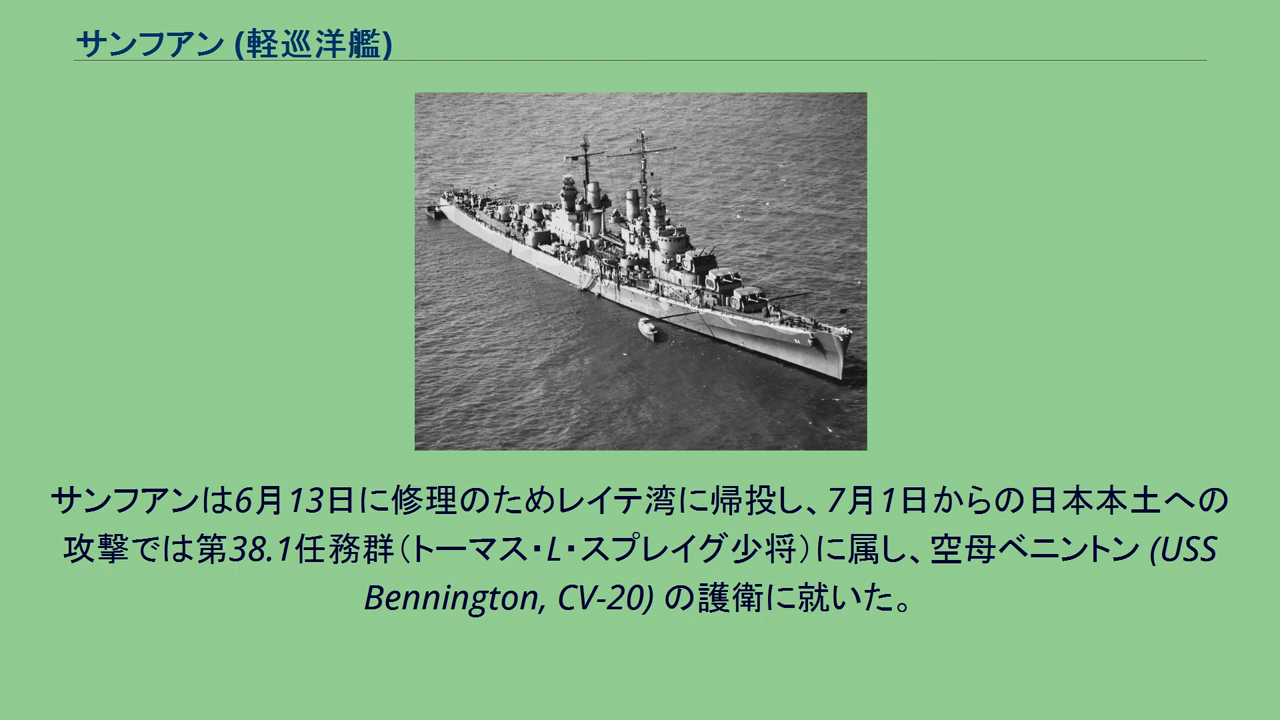 サンフアン (軽巡洋艦)
サンフアンは6月13日に修理のためレイテ湾に帰投し、7月1日からの日本本土への
攻撃では第38.1任務群（トーマス・L・スプレイグ少将）に属し、空母ベニントン (USS
Bennington, CV-20) の護衛に就いた。